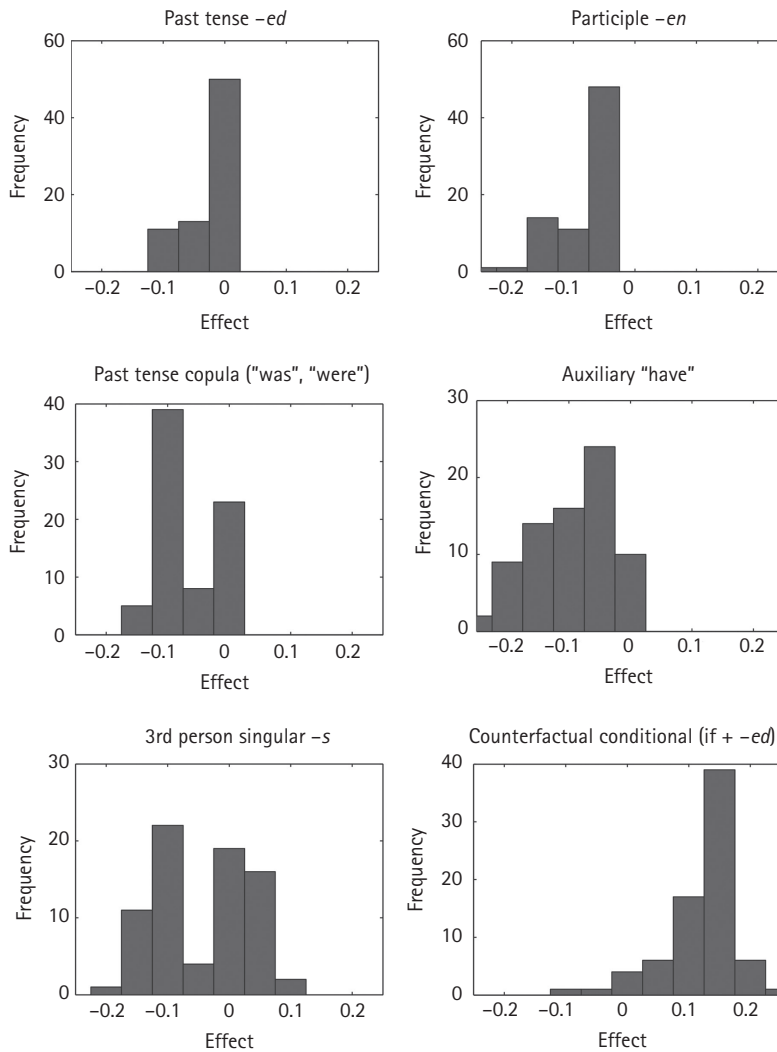 Past tense –ed
60
40
20
0
Frequency
–0.2 –0.1 0 0.1 0.2
Effect
Participle –en
60
40
20
0
Frequency
–0.2 –0.1 0 0.1 0.2
Effect
Past tense copula ("was", "were")
40
30
20
10
0
Frequency
–0.2 –0.1 0 0.1 0.2
Effect
Auxiliary "have"
30
20
10
0
Frequency
–0.2 –0.1 0 0.1 0.2
Effect
3rd person singular –s
30
20
10
0
Frequency
–0.2 –0.1 0 0.1 0.2
Effect
Counterfactual conditional (if + –ed)
40
30
20
10
0
Frequency
–0.2 –0.1 0 0.1 0.2
Effect